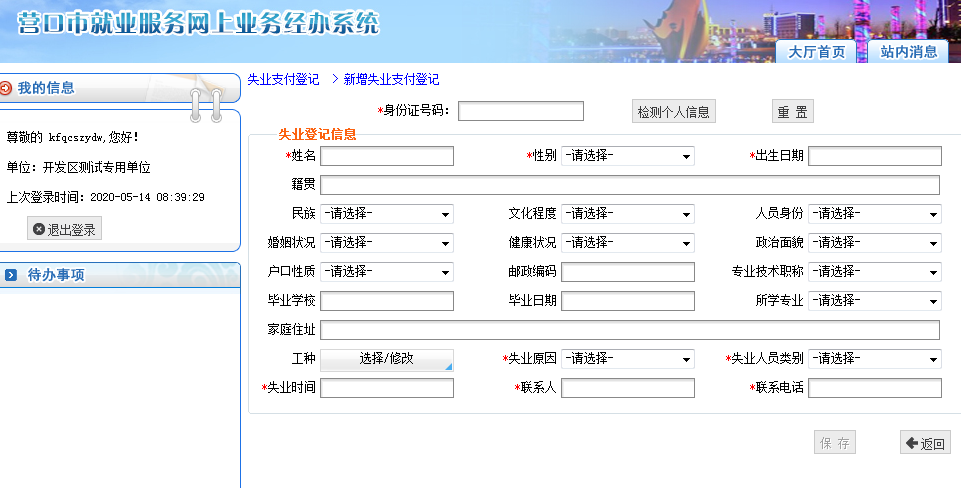 营口市就业服务网上业务经办系统
大厅首页 站内消息
我的信息
尊敬的 kfqcszydw,您好!
单位：开发区测试专用单位
上次登录时间：2020-05-14 08:39:29
退出登录
待办事项
失业支付登记 > 新增失业支付登记
*身份证号码： 检测个人信息 重 置
失业登记信息
*姓名 *性别 -请选择- *出生日期
籍贯
民族 -请选择- 文化程度 -请选择- 人员身份 -请选择-
婚姻状况 -请选择- 健康状况 -请选择- 政治面貌 -请选择-
户口性质 -请选择- 邮政编码 专业技术职称 -请选择-
毕业学校 毕业日期 所学专业 -请选择-
家庭住址
工种 选择/修改 *失业原因 -请选择- *失业人员类别 -请选择-
*失业时间 *联系人 *联系电话
保 存 返回